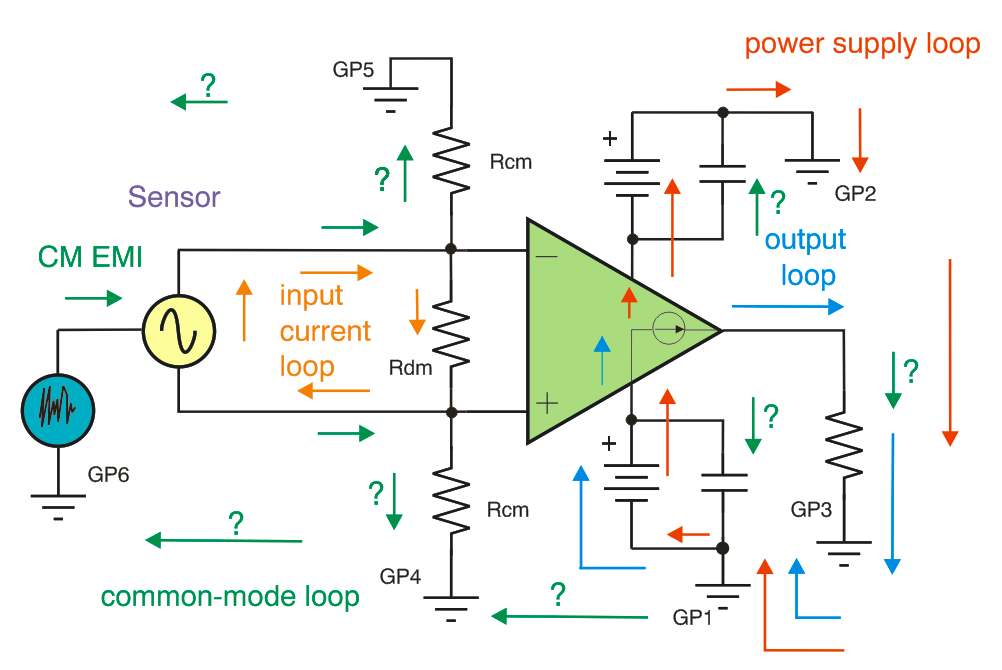 power supply loop
GP5
?
+
Rcm
?
GP2
Sensor
?
output
loop
CM EMI
−
input
current
loop
Rdm
?
+
?
+
GP6
?
Rcm
GP3
?
GP4
common-mode loop
?
GP1